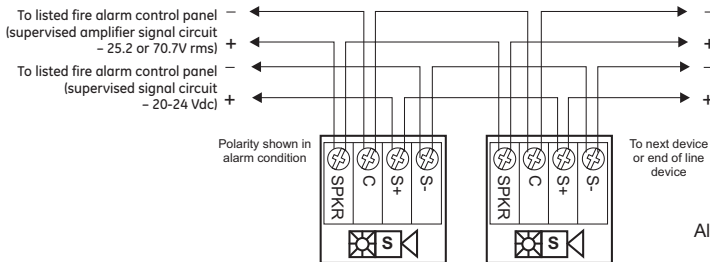 To listed fire alarm control panel –
(supervised amplifier signal circuit
– 25.2 or 70.7V rms) +
To listed fire alarm control panel –
(supervised signal circuit
– 20-24 Vdc) +
–
+
–
+
Polarity shown in
alarm condition
To next device
or end of line
device
SPKR C S+ S-
SPKR C S+ S-
S
S
Al